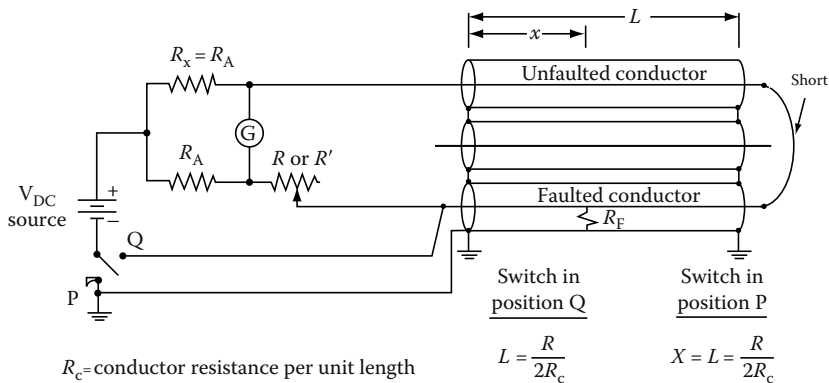 L
x
Rₓ = R_A
Unfaulted conductor
Short
G
R_A
R or R′
Faulted conductor
V_DC
source
+
−
R_F
Q
P
Switch in
position Q
Switch in
position P
L = R/2R_c
X = L = R/2R_c
R_c=conductor resistance per unit length